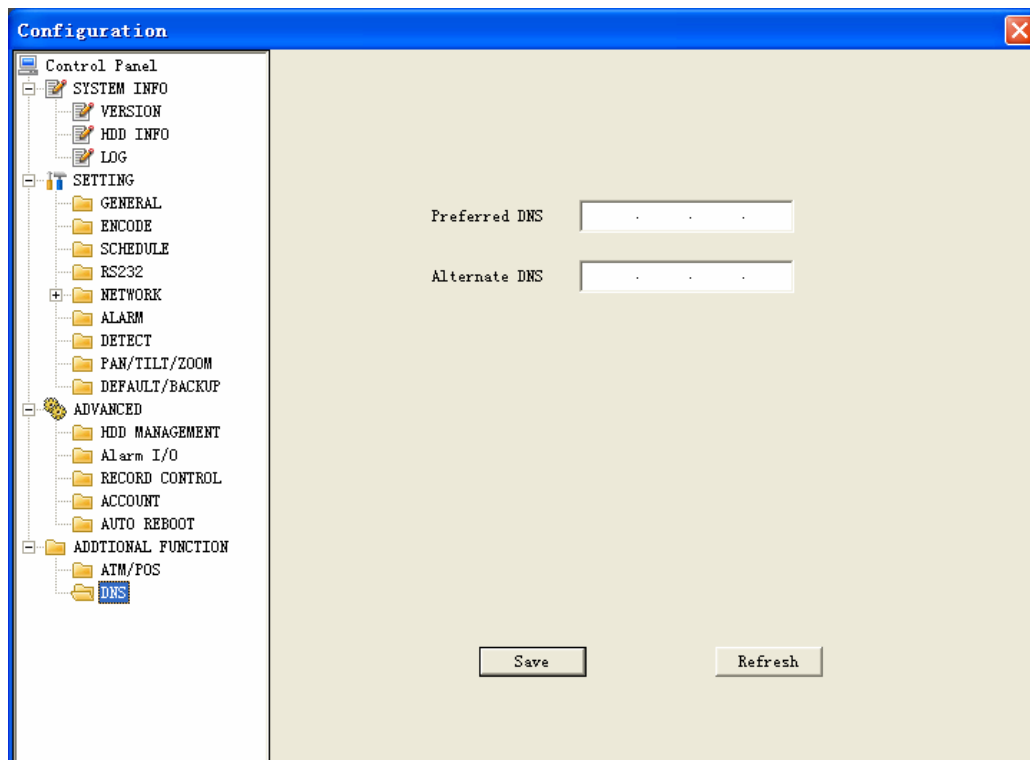 Configuration
Control Panel
SYSTEM INFO
VERSION
HDD INFO
LOG
SETTING
GENERAL
ENCODE
SCHEDULE
RS232
NETWORK
ALARM
DETECT
PAN/TILT/ZOOM
DEFAULT/BACKUP
ADVANCED
HDD MANAGEMENT
Alarm I/O
RECORD CONTROL
ACCOUNT
AUTO REBOOT
ADDTIONAL FUNCTION
ATM/POS
DNS
Preferred DNS . . .
Alternate DNS . . .
Save Refresh